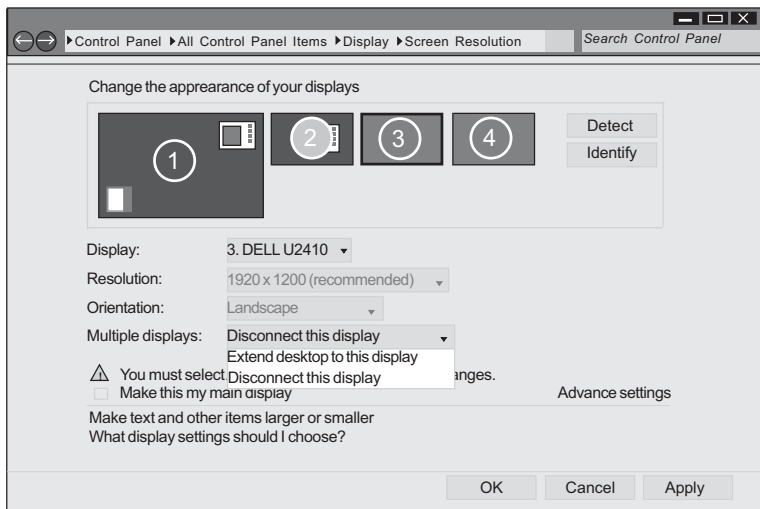 Control Panel All Control Panel Items Display Screen Resolution Search Control Panel
Change the apprearance of your displays
1 2 3 4
Detect
Identify
Display: 3. DELL U2410
Resolution: 1920 x 1200 (recommended)
Orientation: Landscape
Multiple displays: Disconnect this display
Extend desktop to this display
Disconnect this display
You must select anges.
Make this my main display Advance settings
Make text and other items larger or smaller
What display settings should I choose?
OK Cancel Apply